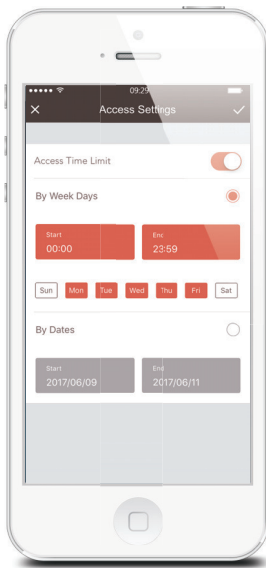 09:29
Access Settings
Access Time Limit
By Week Days
Start End
00:00 23:59
Sun Mon Tue Wed Thu Fri Sat
By Dates
Start End
2017/06/09 2017/06/11